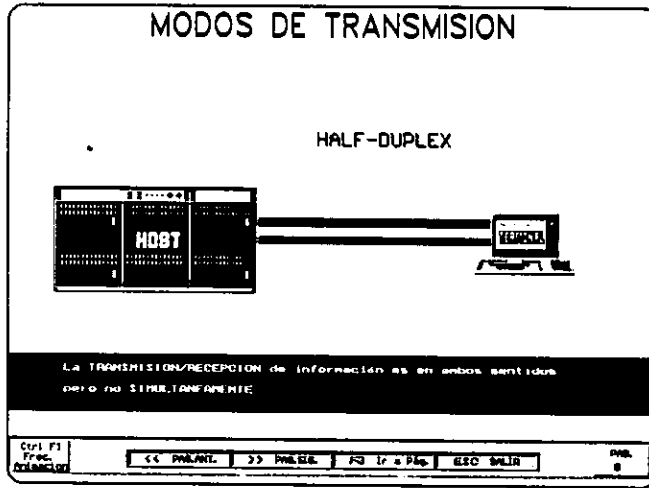 MODOS DE TRANSMISION
HALF-DUPLEX
HOST
La TRANSMISION/RECEPCION de información es en ambos sentidos
pero no SIMULTANEAMENTE
Ctrl F1
Frec.
Animacion
<< PAG.ANT. >> PAG.SIG. Ir a Pág. ESC SALIR
PAG.
8